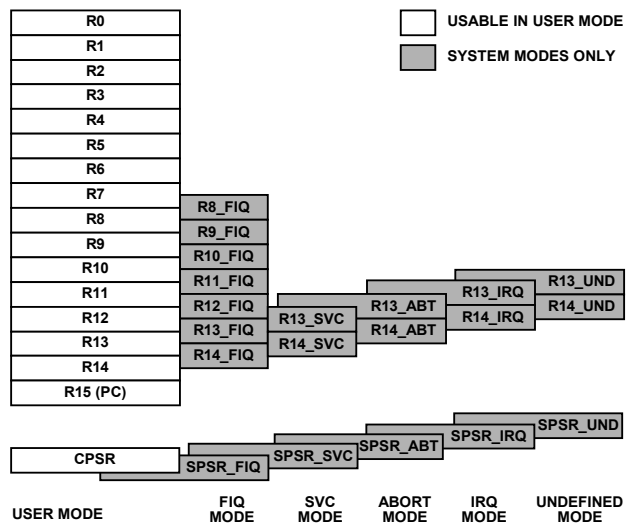 R0
R1
R2
R3
R4
R5
R6
R7
R8
R9
R10
R11
R12
R13
R14
R15 (PC)
USABLE IN USER MODE
SYSTEM MODES ONLY
R8_FIQ
R9_FIQ
R10_FIQ
R11_FIQ
R12_FIQ
R13_FIQ
R14_FIQ
R13_SVC
R14_SVC
R13_ABT
R14_ABT
R13_IRQ
R14_IRQ
R13_UND
R14_UND
CPSR
SPSR_FIQ
SPSR_SVC
SPSR_ABT
SPSR_IRQ
SPSR_UND
USER MODE
FIQ
MODE
SVC
MODE
ABORT
MODE
IRQ
MODE
UNDEFINED
MODE